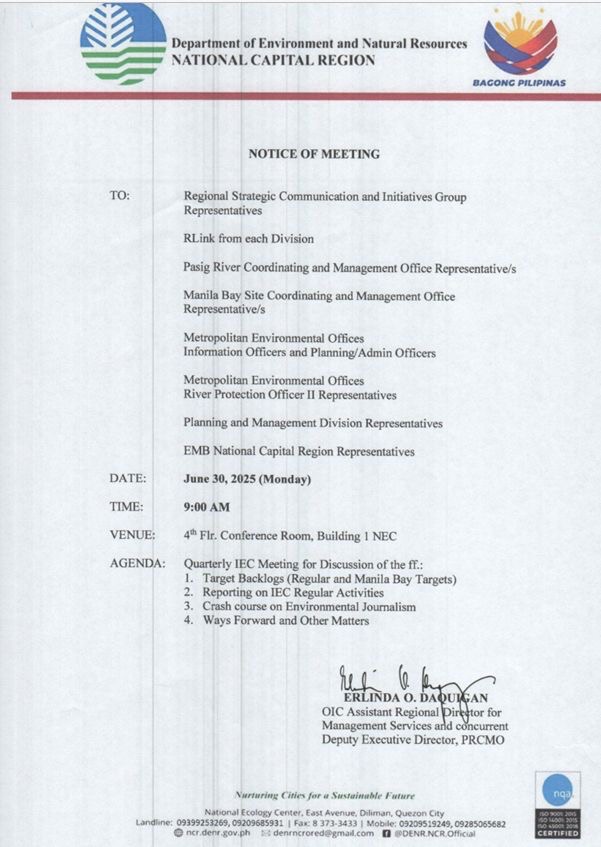 Department of Environment and Natural Resources
NATIONAL CAPITAL REGION
BAGONG PILIPINAS
NOTICE OF MEETING
TO:
Regional Strategic Communication and Initiatives Group
Representatives
RLink from each Division
Pasig River Coordinating and Management Office Representative/s
Manila Bay Site Coordinating and Management Office
Representative/s
Metropolitan Environmental Offices
Information Officers and Planning/Admin Officers
Metropolitan Environmental Offices
River Protection Officer II Representatives
Planning and Management Division Representatives
EMB National Capital Region Representatives
DATE: June 30, 2025 (Monday)
TIME: 9:00 AM
VENUE: 4th Flr. Conference Room, Building 1 NEC
AGENDA: Quarterly IEC Meeting for Discussion of the ff.:
1. Target Backlogs (Regular and Manila Bay Targets)
2. Reporting on IEC Regular Activities
3. Crash course on Environmental Journalism
4. Ways Forward and Other Matters
ERLINDA O. DAQUIGAN
OIC Assistant Regional Director for
Management Services and concurrent
Deputy Executive Director, PRCMO
Nurturing Cities for a Sustainable Future
National Ecology Center, East Avenue, Diliman, Quezon City
Landline: 09399253269, 09209685931 | Fax: 8 373-3433 | Mobile: 09209519249, 09285065682
ncr.denr.gov.ph denrncrored@gmail.com @DENR.NCR.Official
nqa
ISO 9001: 2015
ISO 14001: 2015
ISO 45001: 2018
CERTIFIED